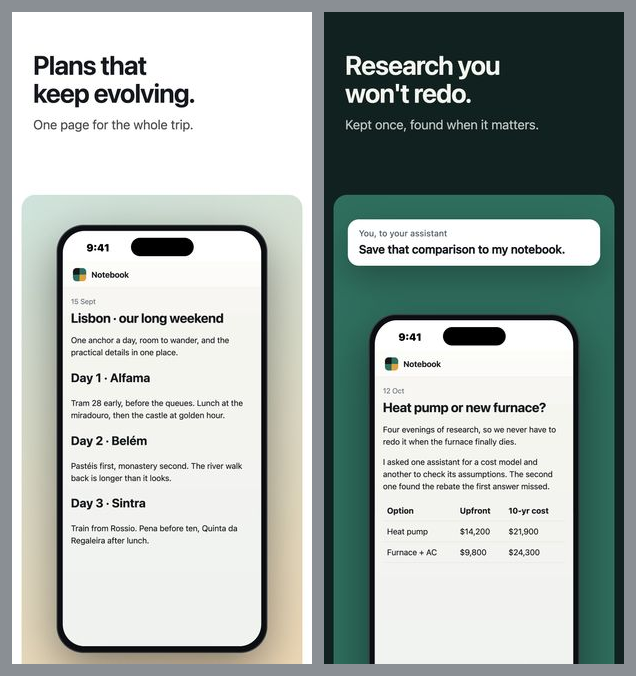 Plans that
keep evolving.
One page for the whole trip.
9:41
Notebook
15 Sept
Lisbon · our long weekend
One anchor a day, room to wander, and the
practical details in one place.
Day 1 · Alfama
Tram 28 early, before the queues. Lunch at the
miradouro, then the castle at golden hour.
Day 2 · Belém
Pastéis first, monastery second. The river walk
back is longer than it looks.
Day 3 · Sintra
Train from Rossio. Pena before ten, Quinta da
Regaleira after lunch.
Research you
won't redo.
Kept once, found when it matters.
You, to your assistant
Save that comparison to my notebook.
9:41
Notebook
12 Oct
Heat pump or new furnace?
Four evenings of research, so we never have to
redo it when the furnace finally dies.
I asked one assistant for a cost model and
another to check its assumptions. The second
one found the rebate the first answer missed.
Option Upfront 10-yr cost
Heat pump $14,200 $21,900
Furnace + AC $9,800 $24,300